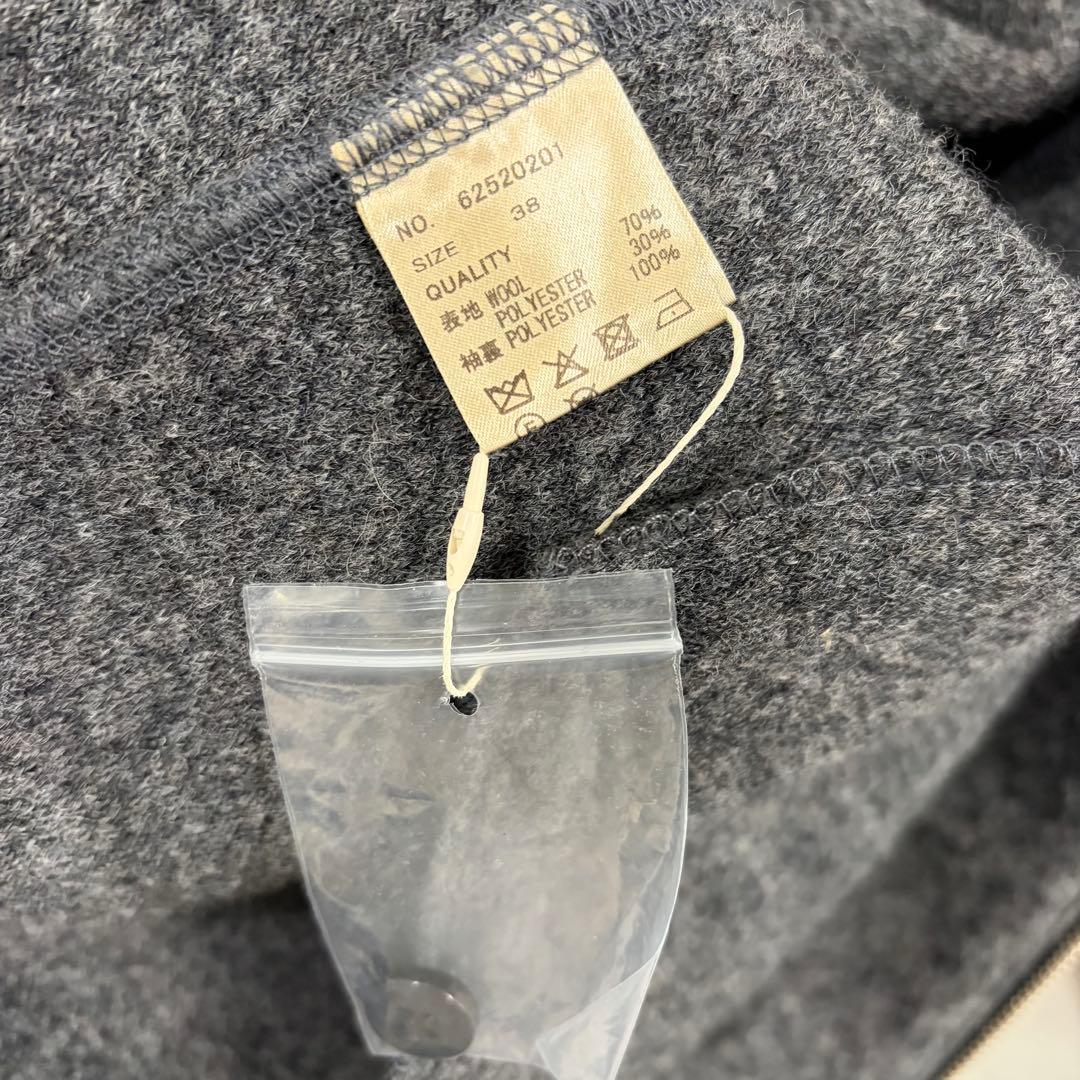 NO. 62520201
SIZE 38
QUALITY
表地 WOOL 70%
POLYESTER 30%
袖裏 POLYESTER 100%
F